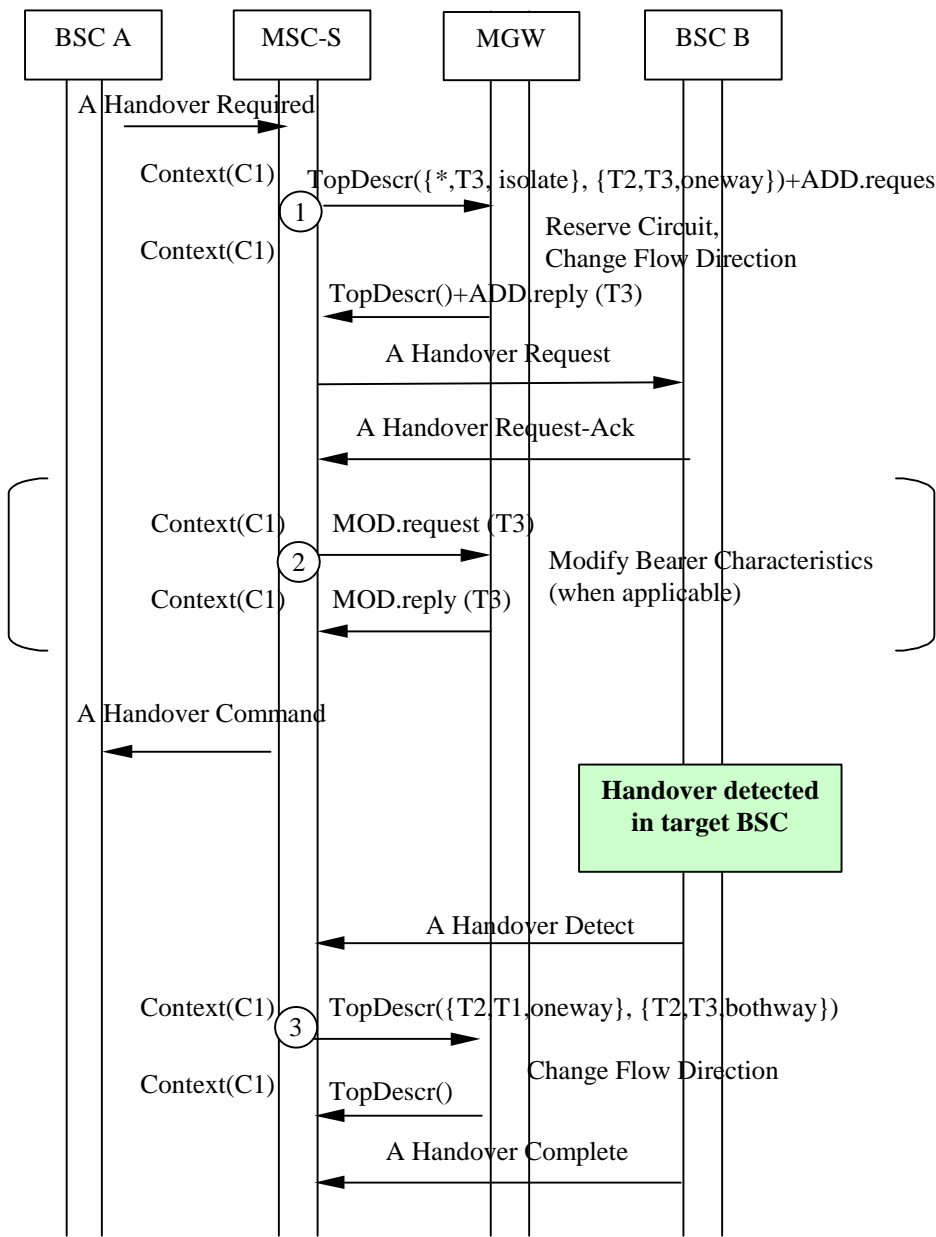 BSC A
MSC-S
MGW
BSC B
A Handover Required
Context(C1)
TopDescr({*,T3, isolate}, {T2,T3,oneway})+ADD.reques
1
Reserve Circuit,
Change Flow Direction
Context(C1)
TopDescr()+ADD.reply (T3)
A Handover Request
A Handover Request-Ack
Context(C1)
MOD.request (T3)
2
Modify Bearer Characteristics
(when applicable)
Context(C1)
MOD.reply (T3)
A Handover Command
Handover detected
in target BSC
A Handover Detect
Context(C1)
TopDescr({T2,T1,oneway}, {T2,T3,bothway})
3
Change Flow Direction
Context(C1)
TopDescr()
A Handover Complete